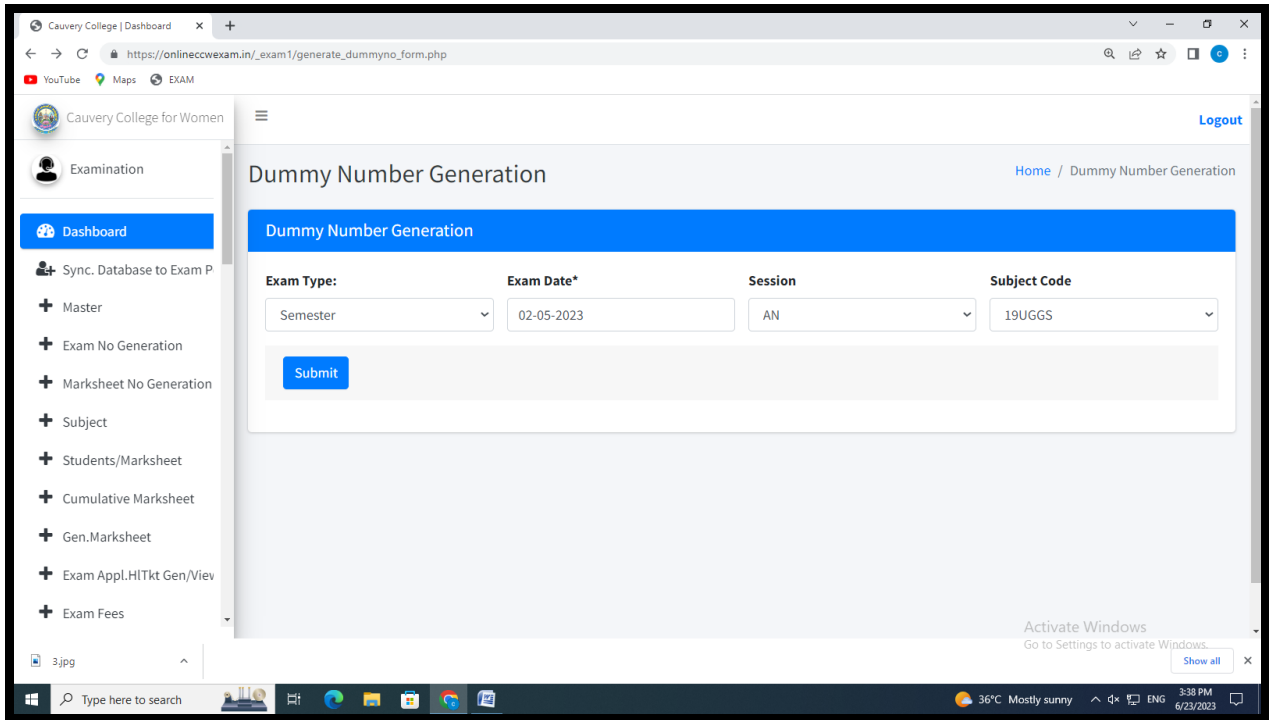 Cauvery College | Dashboard
https://onlineccwexam.in/_exam1/generate_dummyno_form.php
C
YouTube Maps EXAM
Cauvery College for Women
Logout
Examination
Dummy Number Generation
Home / Dummy Number Generation
Dashboard
Sync. Database to Exam P
Master
Exam No Generation
Marksheet No Generation
Subject
Students/Marksheet
Cumulative Marksheet
Gen.Marksheet
Exam Appl.HlTkt Gen/View
Exam Fees
Dummy Number Generation
Exam Type: Exam Date* Session Subject Code
Semester 02-05-2023 AN 19UGGS
Submit
Activate Windows
Go to Settings to activate Windows.
3.jpg
Show all
Type here to search
36°C Mostly sunny
ENG
3:38 PM
6/23/2023